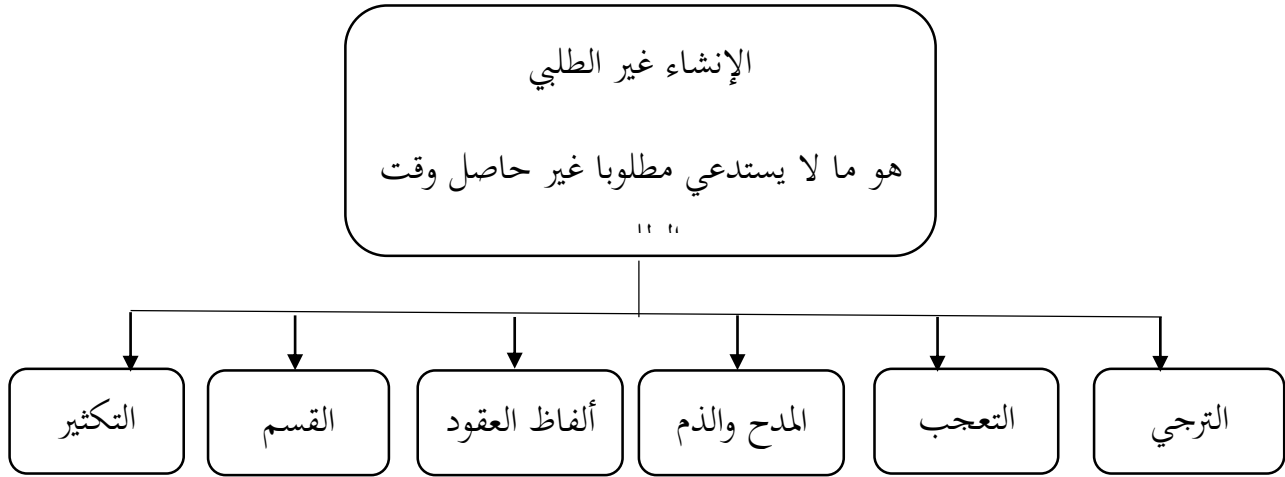 الإنشاء غير الطلبي
هو ما لا يستدعي مطلوبا غير حاصل وقت
الترجي
التعجب
المدح والذم
ألفاظ العقود
القسم
التكثير